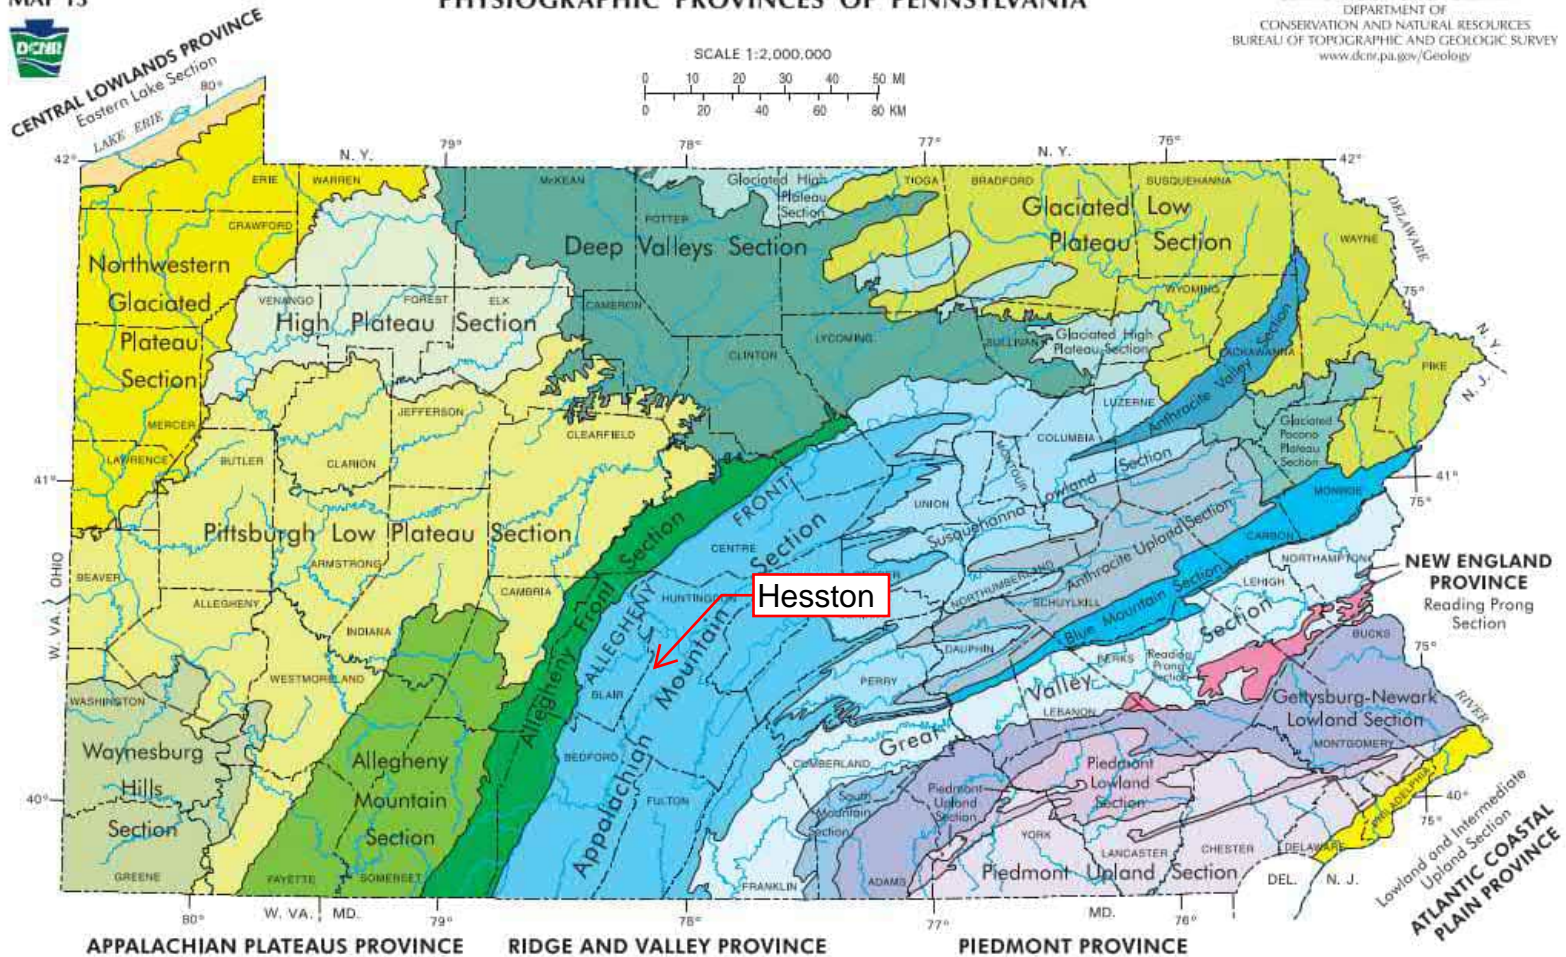 MAP 13
PHYSIOGRAPHIC PROVINCES OF PENNSYLVANIA
DEPARTMENT OF
CONSERVATION AND NATURAL RESOURCES
BUREAU OF TOPOGRAPHIC AND GEOLOGIC SURVEY
www.dcnr.pa.gov/Geology
DCNR
SCALE 1:2,000,000
0 10 20 30 40 50 MI
0 20 40 60 80 KM
CENTRAL LOWLANDS PROVINCE
Eastern Lake Section
LAKE ERIE
80°
79°
78°
77°
76°
42°
42°
N. Y.
N. Y.
ERIE
WARREN
McKEAN
POTTER
TIOGA
BRADFORD
SUSQUEHANNA
WAYNE
DELAWARE
CRAWFORD
Glaciated High
Plateau
Section
Glaciated Low
Plateau Section
Deep Valleys Section
Northwestern
Glaciated
Plateau
Section
VENANGO
FOREST
ELK
High Plateau Section
CAMERON
CLINTON
LYCOMING
SULLIVAN
Glaciated High
Plateau Section
WYOMING
LACKAWANNA
75°
N. Y.
N. J.
PIKE
Anthracite Valley Section
LUZERNE
MERCER
LAWRENCE
BUTLER
CLARION
JEFFERSON
CLEARFIELD
COLUMBIA
MONTOUR
Glaciated
Pocono
Plateau
Section
41°
41°
75°
MONROE
Pittsburgh Low Plateau Section
CENTRE
UNION
Susquehanna Lowland Section
Anthracite Upland Section
CARBON
NORTHAMPTON
LEHIGH
NORTHUMBERLAND
SCHUYLKILL
Blue Mountain Section
OHIO
W. VA.
BEAVER
ARMSTRONG
ALLEGHENY
INDIANA
CAMBRIA
Allegheny Front Section
ALLEGHENY FRONT
HUNTING
Hesston
BLAIR
Appalachian Mountain Section
NEW ENGLAND
PROVINCE
Reading Prong
Section
BUCKS
75°
DAUPHIN
PERRY
BERKS
Reading
Prong
Section
LEBANON
Great Valley Section
Gettysburg-Newark
Lowland Section
RIVER
MONTGOMERY
WASHINGTON
WESTMORELAND
Waynesburg
Hills
Section
Allegheny
Mountain
Section
BEDFORD
FULTON
CUMBERLAND
South
Mountain
Section
Piedmont
Upland
Section
Piedmont
Lowland
Section
PHILADELPHIA
40°
40°
75°
YORK
LANCASTER
CHESTER
DELAWARE
Piedmont Upland Section
GREENE
FAYETTE
SOMERSET
FRANKLIN
ADAMS
DEL.
N. J.
Lowland and Intermediate
Upland Section
ATLANTIC COASTAL
PLAIN PROVINCE
80°
W. VA.
MD.
79°
78°
77°
MD.
76°
APPALACHIAN PLATEAUS PROVINCE
RIDGE AND VALLEY PROVINCE
PIEDMONT PROVINCE